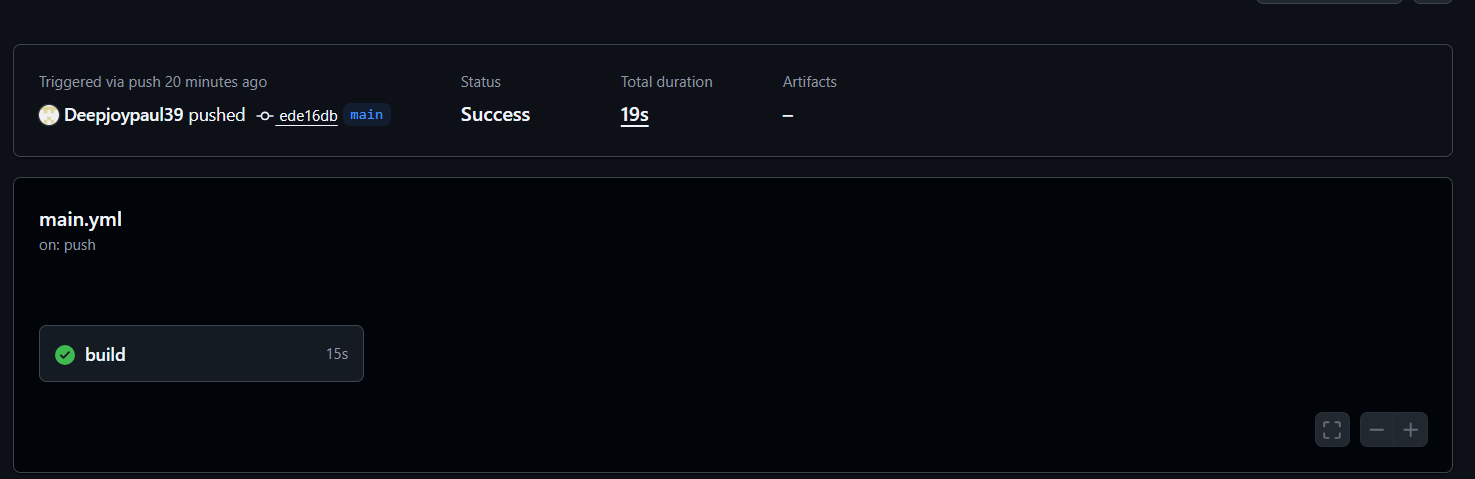 Triggered via push 20 minutes ago
Deepjoypaul39 pushed ede16db main
Status
Success
Total duration
19s
Artifacts
–
main.yml
on: push
build 15s